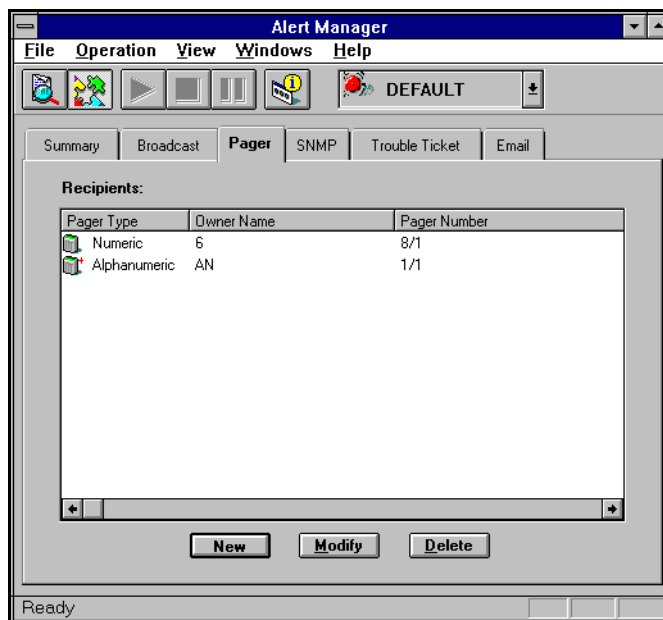 Alert Manager
File Operation View Windows Help
DEFAULT
Summary Broadcast Pager SNMP Trouble Ticket Email
Recipients:
Pager Type Owner Name Pager Number
Numeric 6 8/1
Alphanumeric AN 1/1
New Modify Delete
Ready